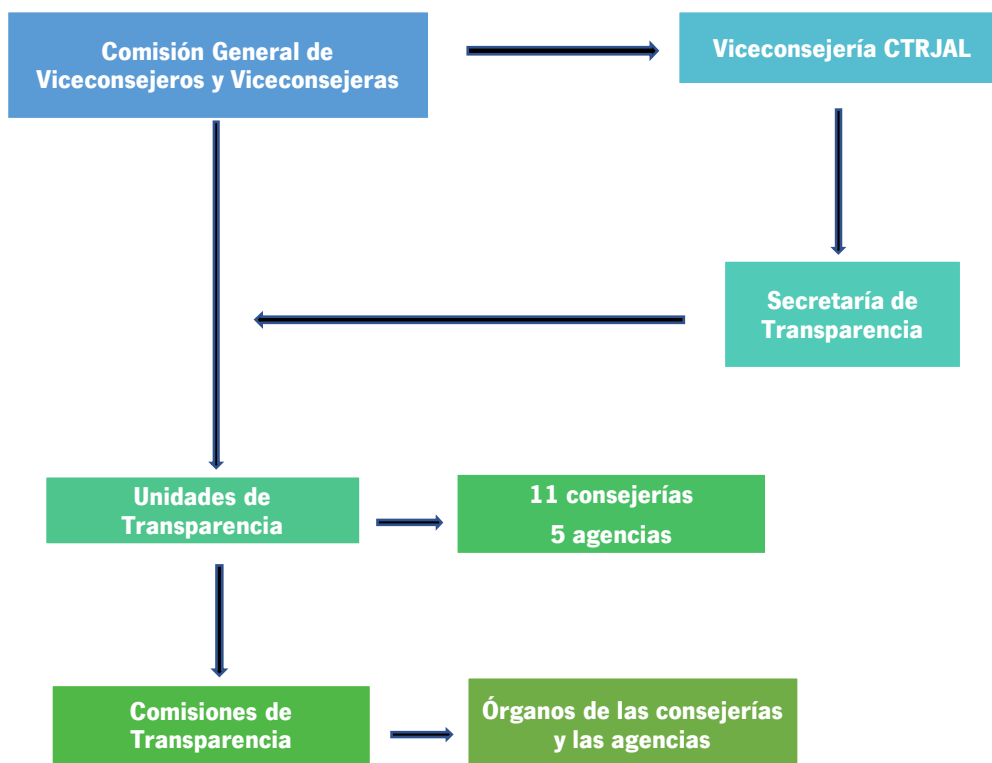 Comisión General de
Viceconsejeros y Viceconsejeras
Viceconsejería CTRJAL
Secretaría de
Transparencia
Unidades de
Transparencia
11 consejerías
5 agencias
Comisiones de
Transparencia
Órganos de las consejerías
y las agencias